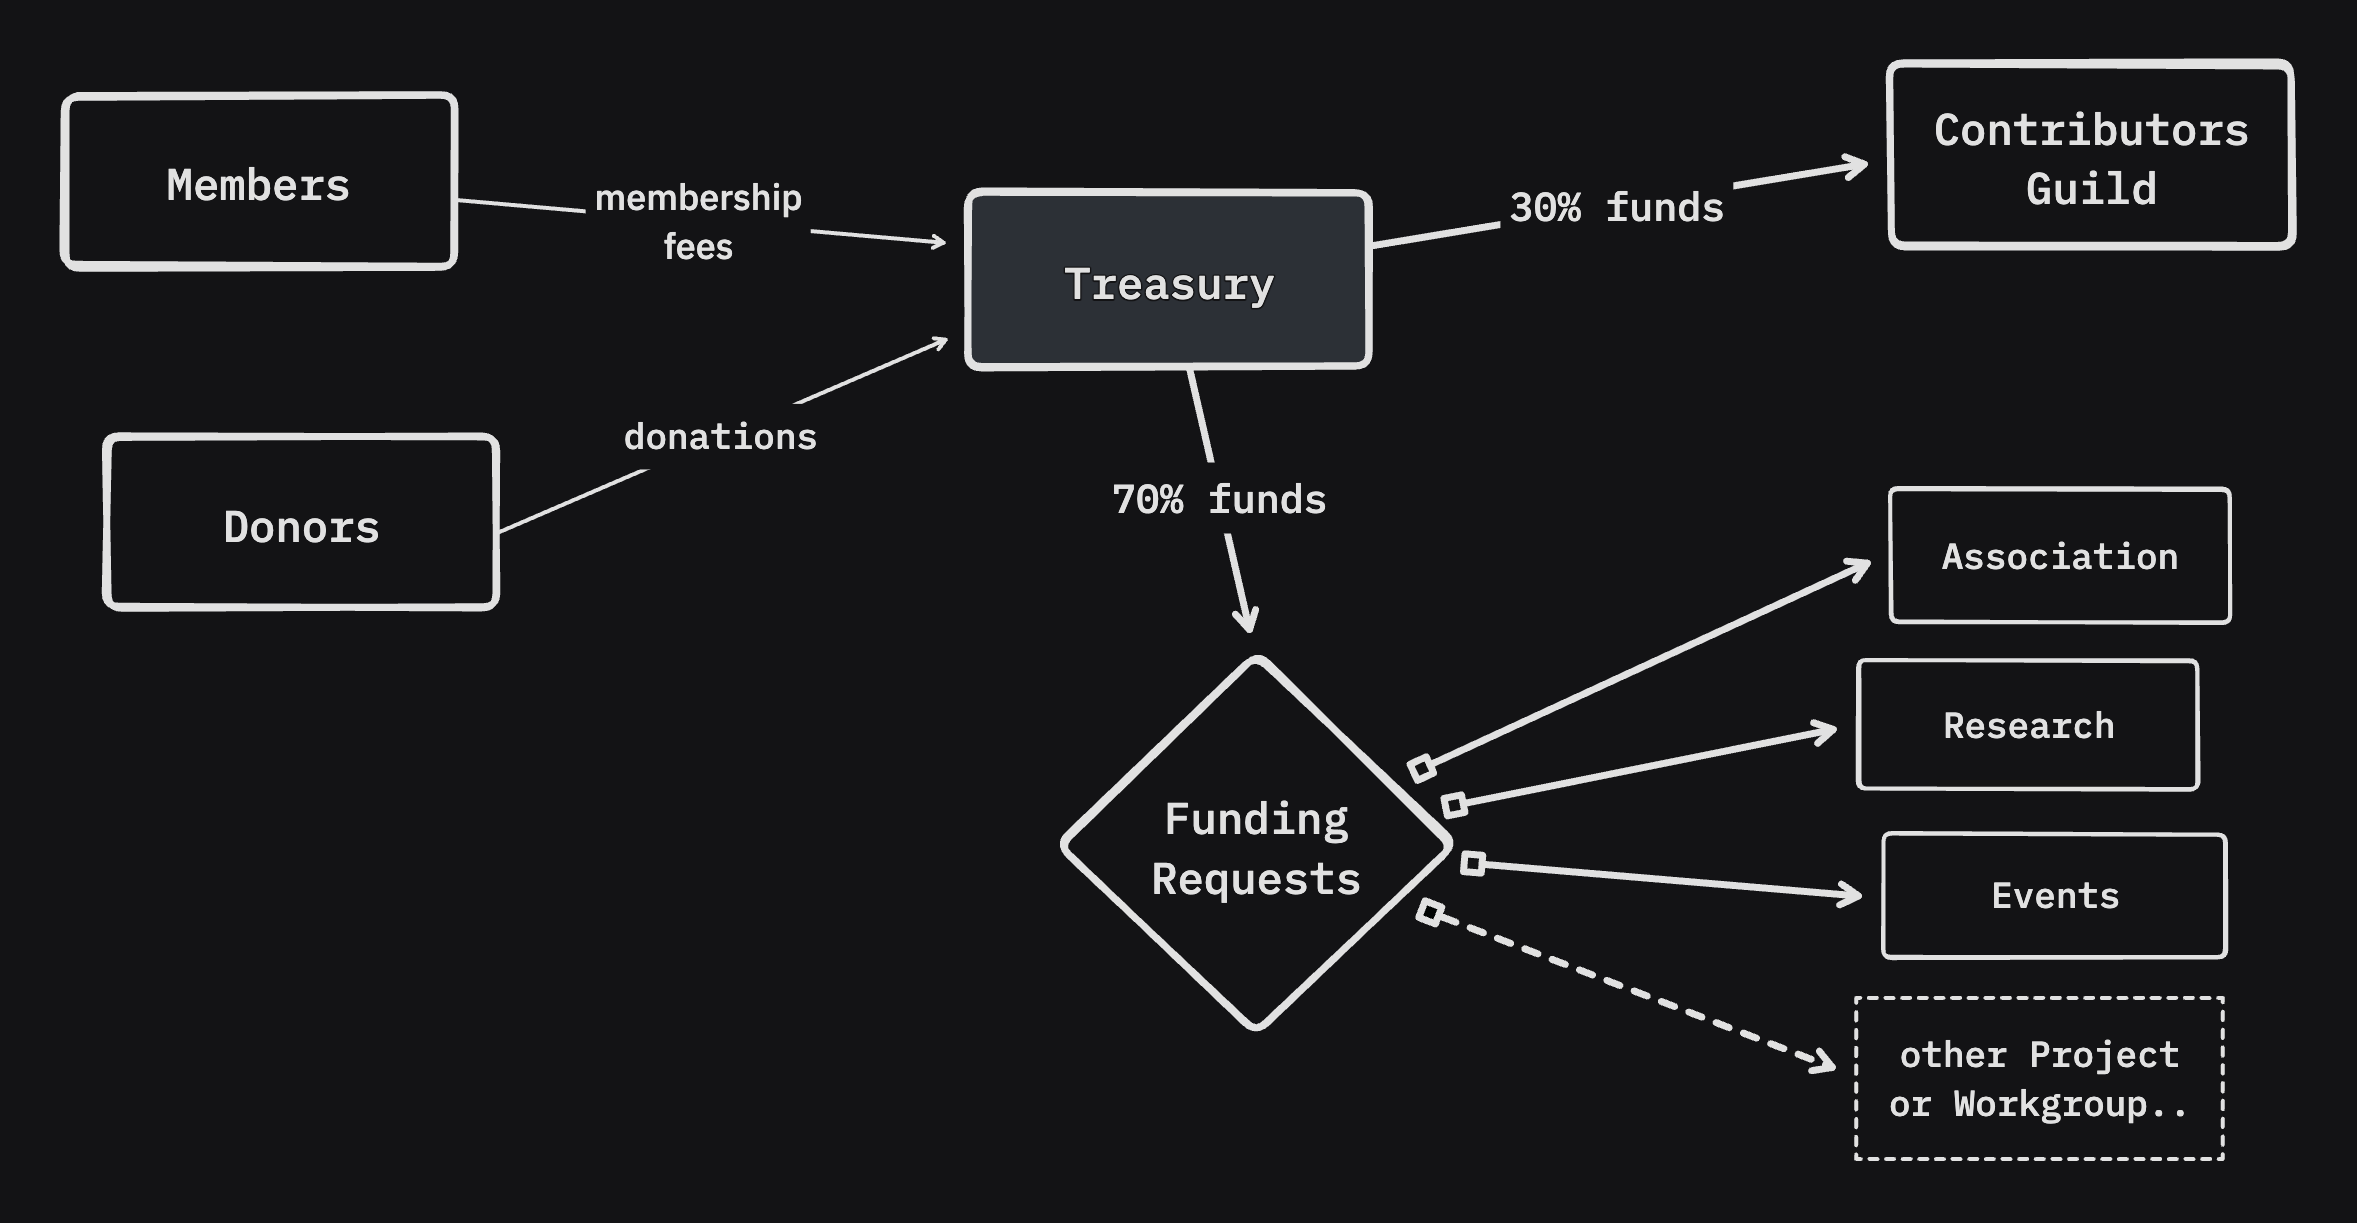 Members
membership
fees
Treasury
30% funds
Contributors
Guild
donations
Donors
70% funds
Association
Research
Funding
Requests
Events
other Project
or Workgroup..